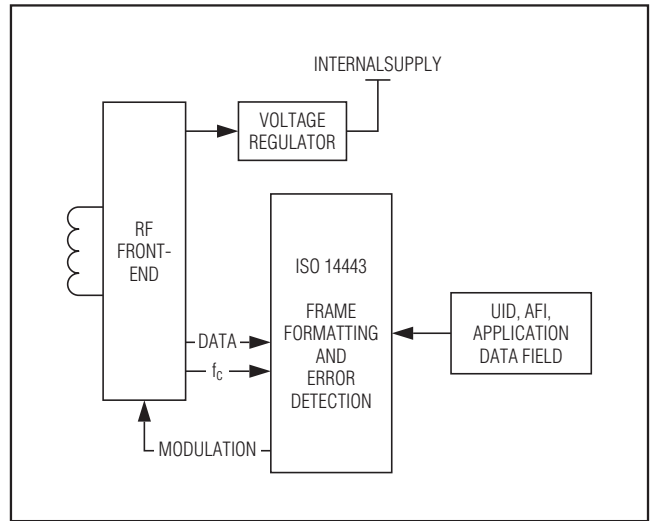 INTERNALSUPPLY
VOLTAGE
REGULATOR
RF
FRONT-
END
ISO 14443
FRAME
FORMATTING
AND
ERROR
DETECTION
UID, AFI,
APPLICATION
DATA FIELD
DATA
fC
MODULATION